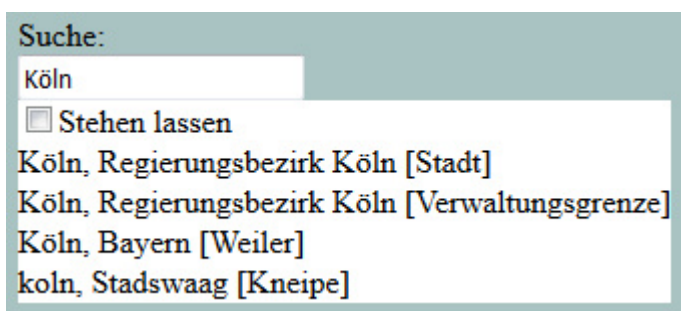 Suche:
Köln
Stehen lassen
Köln, Regierungsbezirk Köln [Stadt]
Köln, Regierungsbezirk Köln [Verwaltungsgrenze]
Köln, Bayern [Weiler]
koln, Stadswaag [Kneipe]